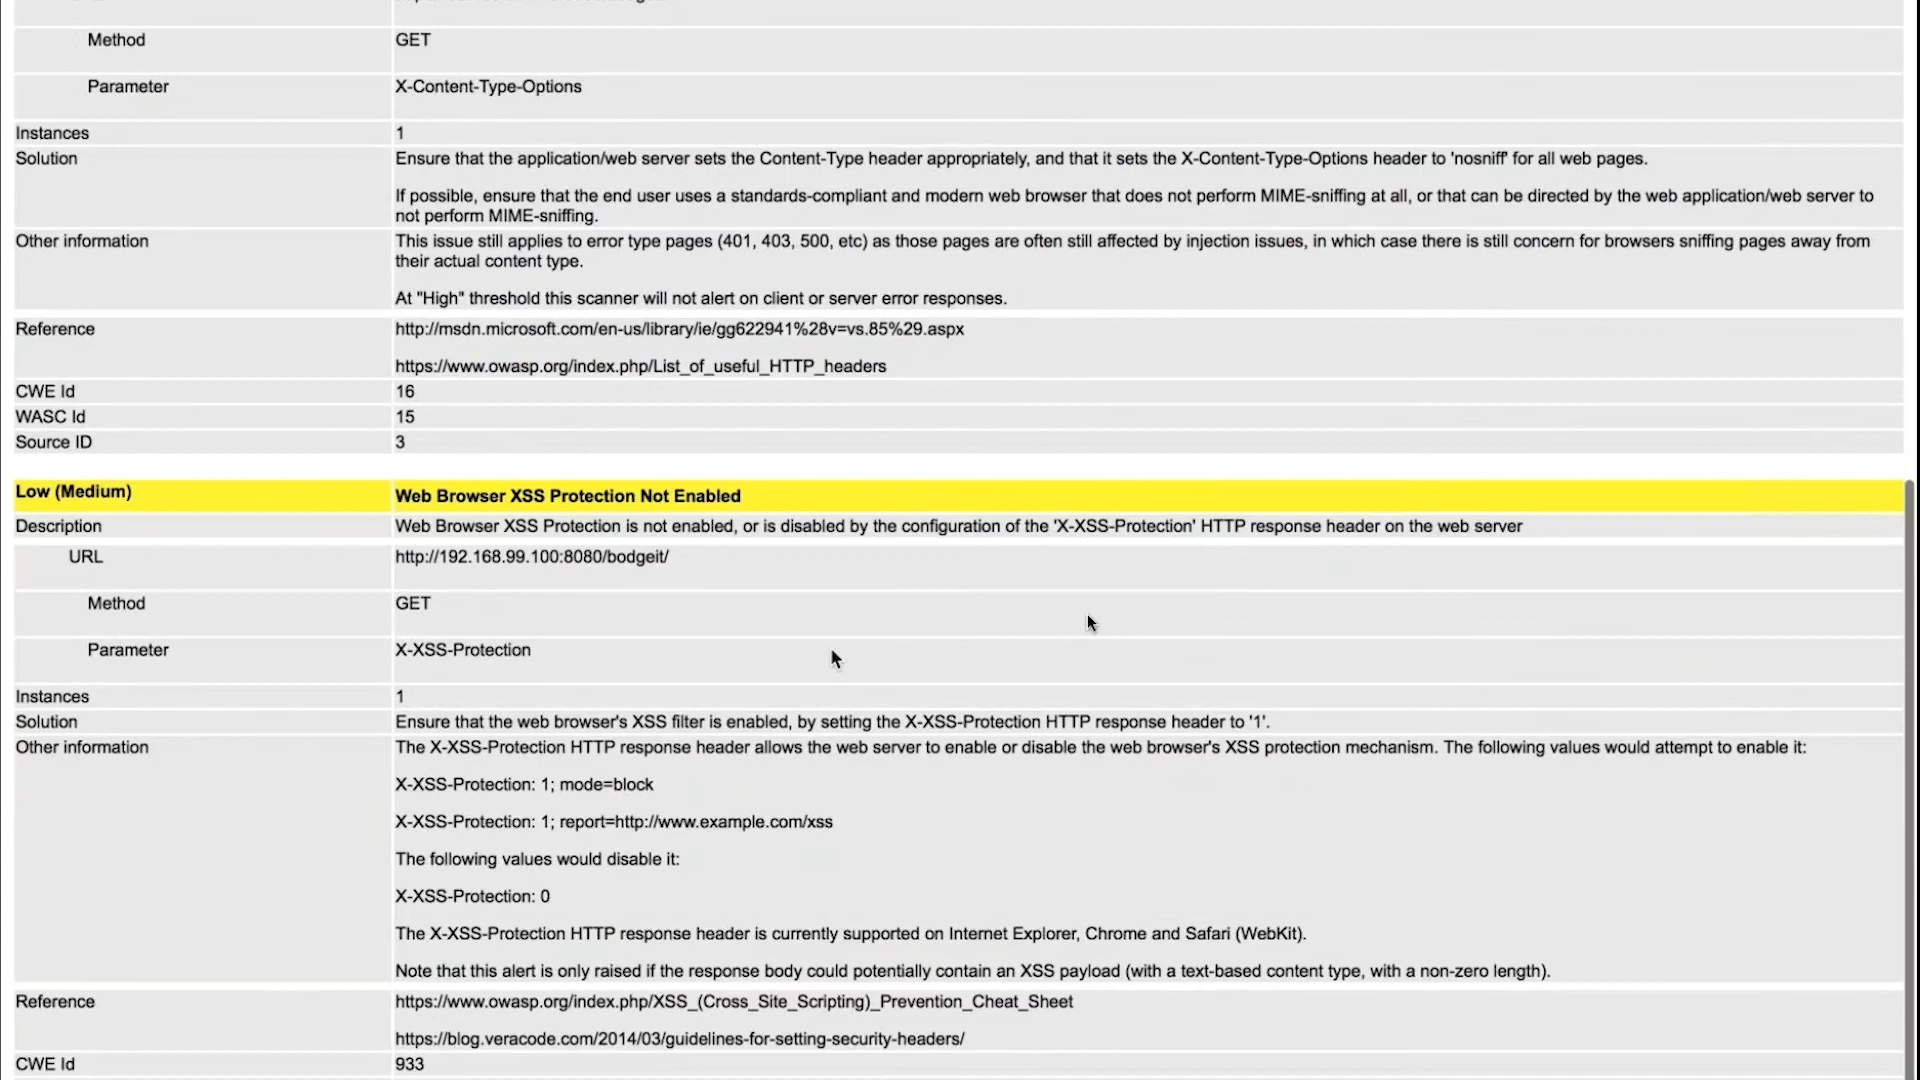 Method GET
Parameter X-Content-Type-Options
Instances 1
Solution Ensure that the application/web server sets the Content-Type header appropriately, and that it sets the X-Content-Type-Options header to 'nosniff' for all web pages.
If possible, ensure that the end user uses a standards-compliant and modern web browser that does not perform MIME-sniffing at all, or that can be directed by the web application/web server to
not perform MIME-sniffing.
Other information This issue still applies to error type pages (401, 403, 500, etc) as those pages are often still affected by injection issues, in which case there is still concern for browsers sniffing pages away from
their actual content type.
At "High" threshold this scanner will not alert on client or server error responses.
Reference http://msdn.microsoft.com/en-us/library/ie/gg622941%28v=vs.85%29.aspx
https://www.owasp.org/index.php/List_of_useful_HTTP_headers
CWE Id 16
WASC Id 15
Source ID 3
Low (Medium) Web Browser XSS Protection Not Enabled
Description Web Browser XSS Protection is not enabled, or is disabled by the configuration of the 'X-XSS-Protection' HTTP response header on the web server
URL http://192.168.99.100:8080/bodgeit/
Method GET
Parameter X-XSS-Protection
Instances 1
Solution Ensure that the web browser's XSS filter is enabled, by setting the X-XSS-Protection HTTP response header to '1'.
Other information The X-XSS-Protection HTTP response header allows the web server to enable or disable the web browser's XSS protection mechanism. The following values would attempt to enable it:
X-XSS-Protection: 1; mode=block
X-XSS-Protection: 1; report=http://www.example.com/xss
The following values would disable it:
X-XSS-Protection: 0
The X-XSS-Protection HTTP response header is currently supported on Internet Explorer, Chrome and Safari (WebKit).
Note that this alert is only raised if the response body could potentially contain an XSS payload (with a text-based content type, with a non-zero length).
Reference https://www.owasp.org/index.php/XSS_(Cross_Site_Scripting)_Prevention_Cheat_Sheet
https://blog.veracode.com/2014/03/guidelines-for-setting-security-headers/
CWE Id 933